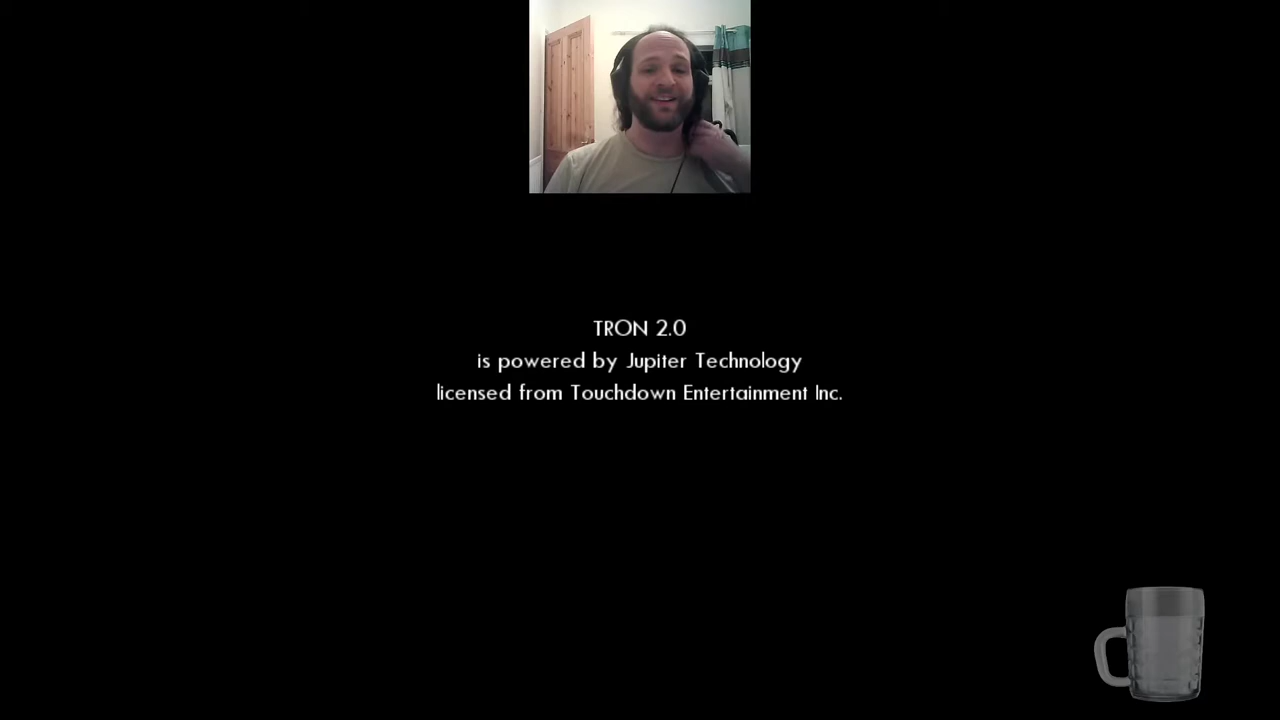 TRON 2.0
is powered by Jupiter Technology
licensed from Touchdown Entertainment Inc.